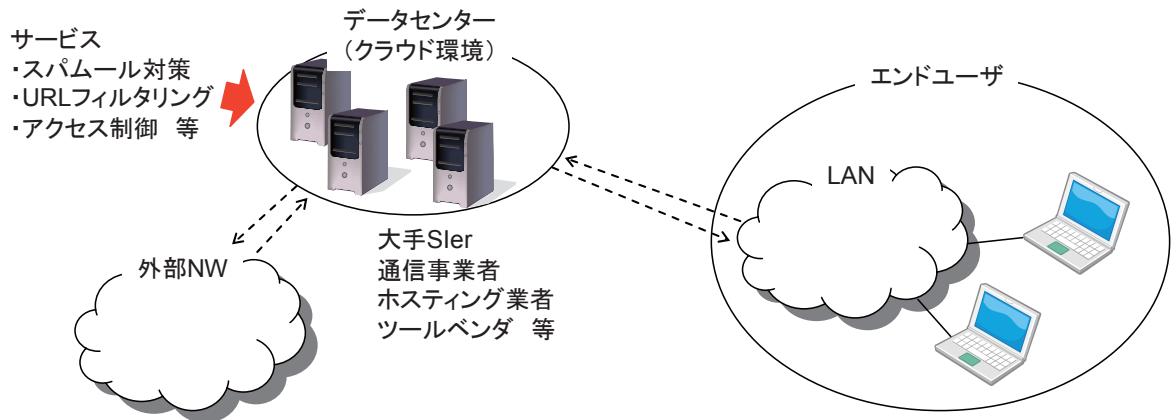 サービス
・スパムール対策
・URLフィルタリング
・アクセス制御　等
データセンター
（クラウド環境）
大手SIer
通信事業者
ホスティング業者
ツールベンダ　等
外部NW
エンドユーザ
LAN